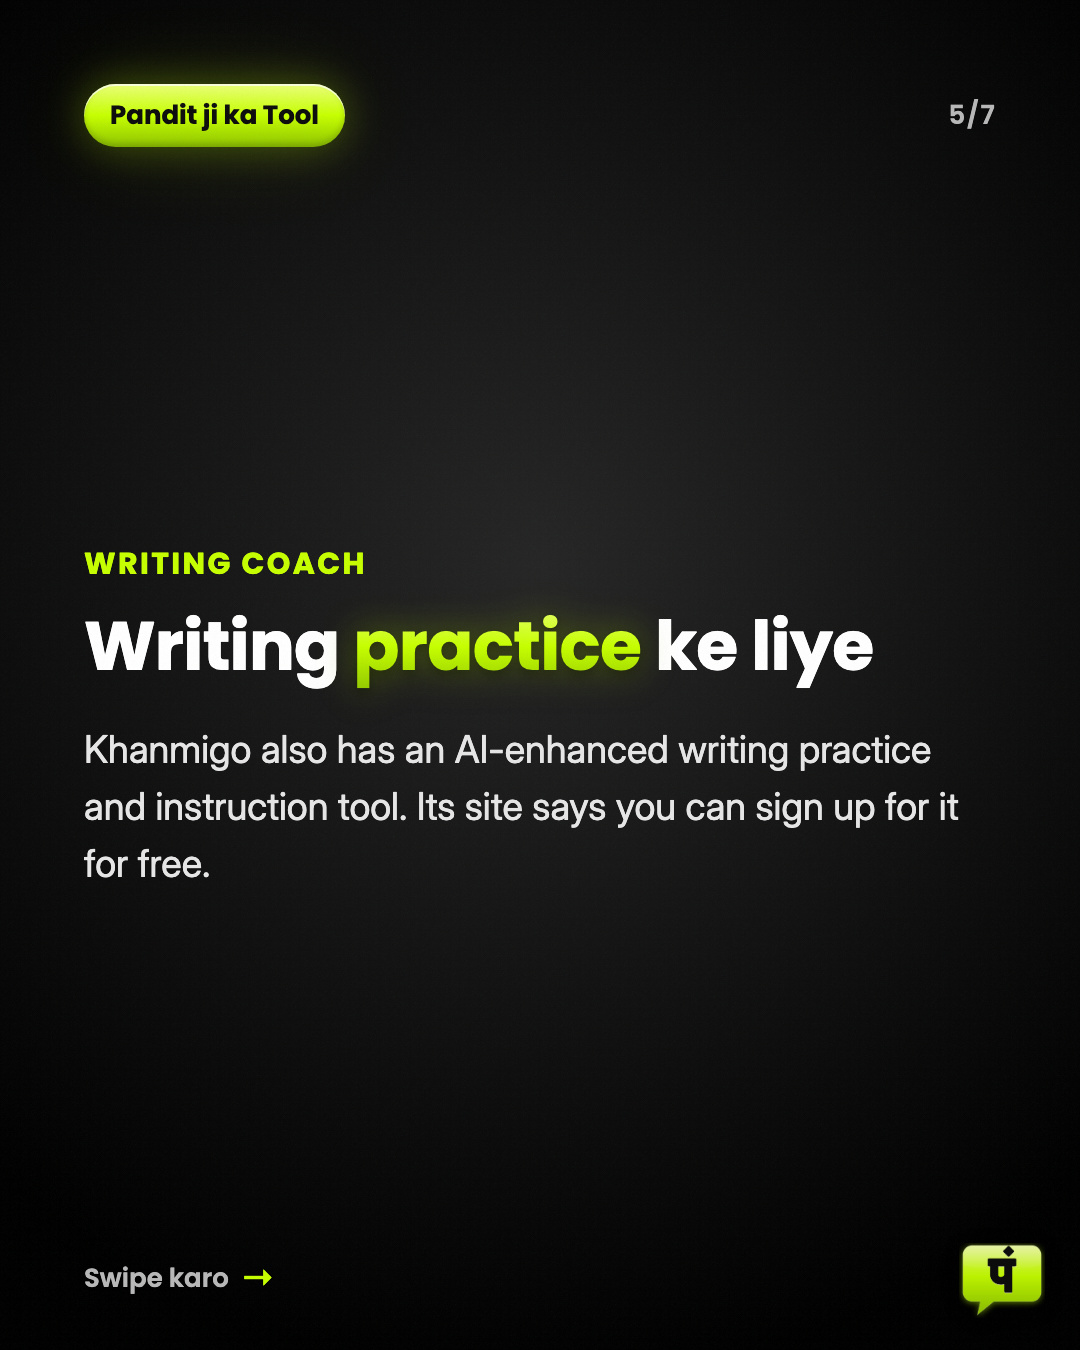 Pandit ji ka Tool
5/7
WRITING COACH
Writing practice ke liye
Khanmigo also has an AI-enhanced writing practice
and instruction tool. Its site says you can sign up for it
for free.
Swipe karo →
पं